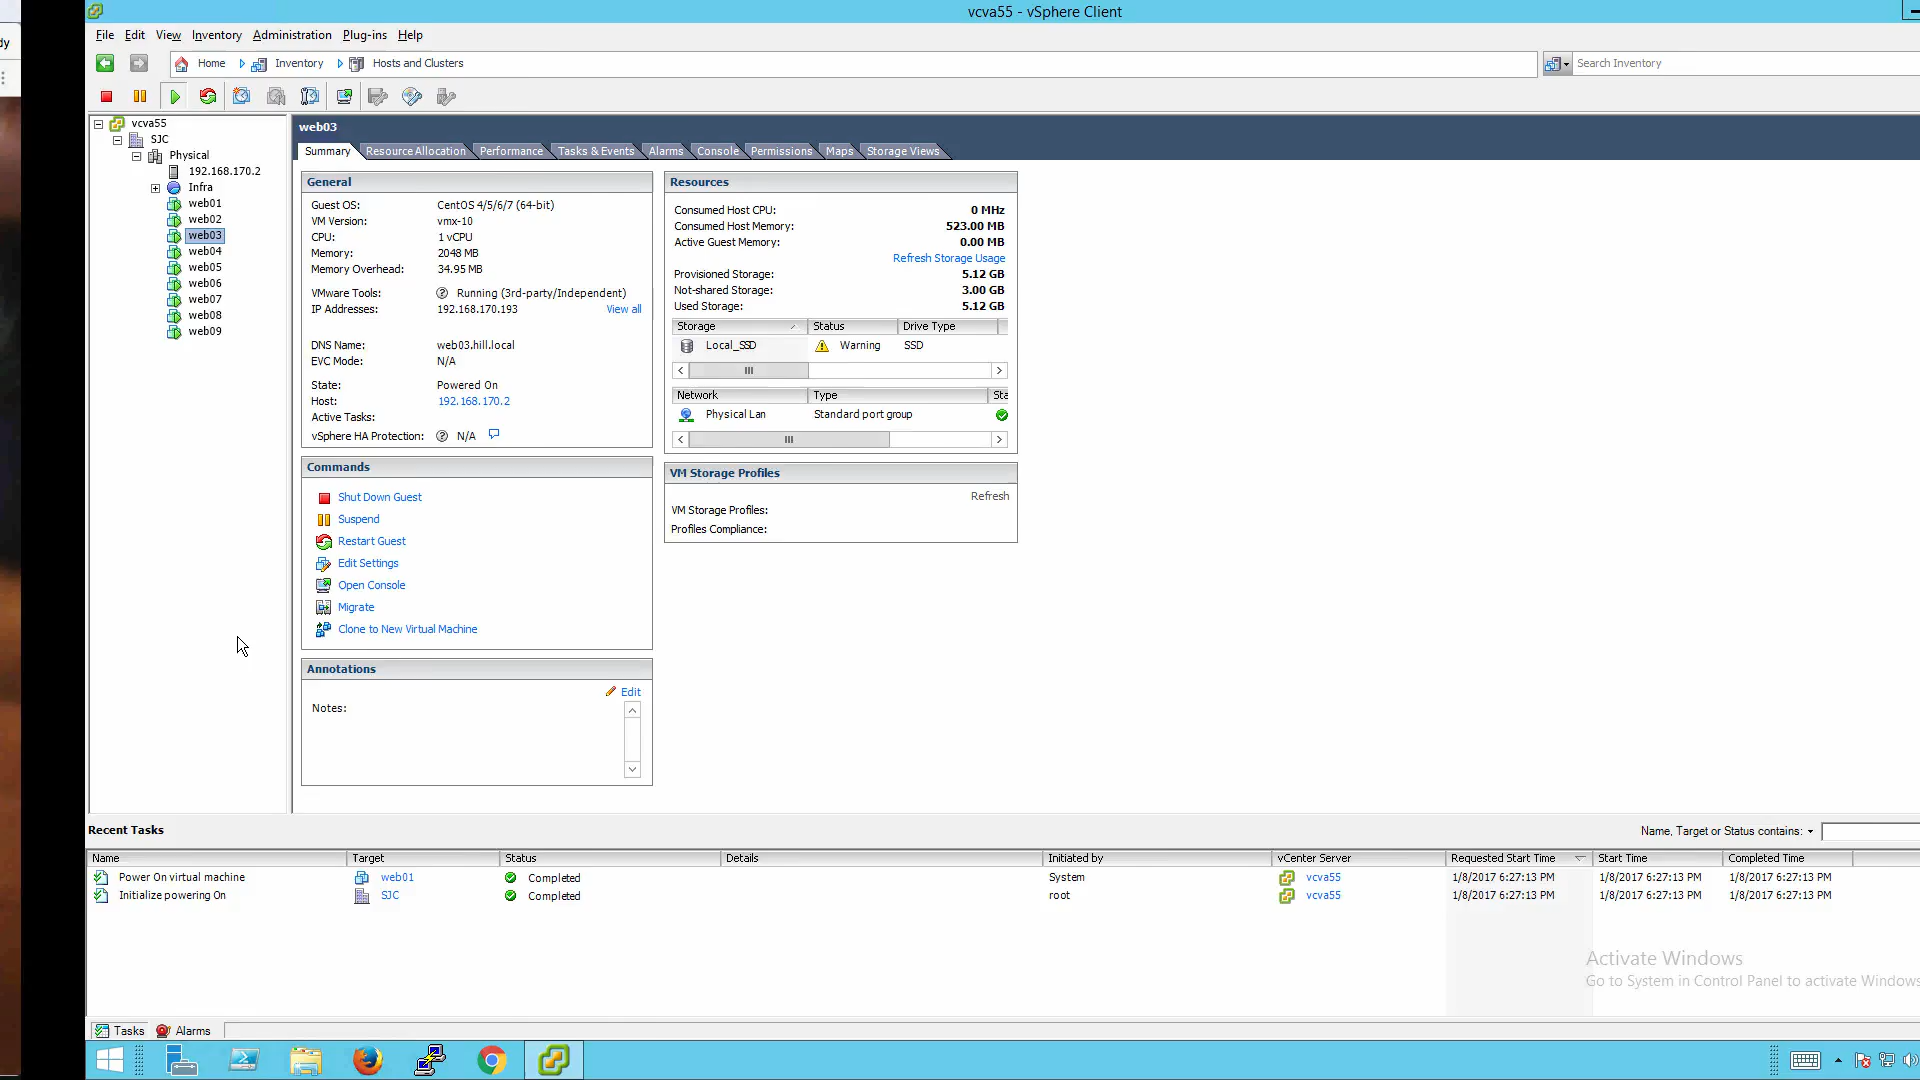 vcva55 - vSphere Client
dy
File Edit View Inventory Administration Plug-ins Help
Home Inventory Hosts and Clusters
Search Inventory
vcva55
SJC
Physical
192.168.170.2
Infra
web01
web02
web03
web04
web05
web06
web07
web08
web09
web03
Summary Resource Allocation Performance Tasks & Events Alarms Console Permissions Maps Storage Views
General
Guest OS: CentOS 4/5/6/7 (64-bit)
VM Version: vmx-10
CPU: 1 vCPU
Memory: 2048 MB
Memory Overhead: 34.95 MB
VMware Tools: Running (3rd-party/Independent)
IP Addresses: 192.168.170.193 View all
DNS Name: web03.hill.local
EVC Mode: N/A
State: Powered On
Host: 192.168.170.2
Active Tasks:
vSphere HA Protection: N/A
Commands
Shut Down Guest
Suspend
Restart Guest
Edit Settings
Open Console
Migrate
Clone to New Virtual Machine
Annotations
Edit
Notes:
Resources
Consumed Host CPU: 0 MHz
Consumed Host Memory: 523.00 MB
Active Guest Memory: 0.00 MB
Refresh Storage Usage
Provisioned Storage: 5.12 GB
Not-shared Storage: 3.00 GB
Used Storage: 5.12 GB
Storage Status Drive Type
Local_SSD Warning SSD
Network Type Sta
Physical Lan Standard port group
VM Storage Profiles
Refresh
VM Storage Profiles:
Profiles Compliance:
Recent Tasks
Name, Target or Status contains:
Name Target Status Details Initiated by vCenter Server Requested Start Time Start Time Completed Time
Power On virtual machine web01 Completed System vcva55 1/8/2017 6:27:13 PM 1/8/2017 6:27:13 PM 1/8/2017 6:27:13 PM
Initialize powering On SJC Completed root vcva55 1/8/2017 6:27:13 PM 1/8/2017 6:27:13 PM 1/8/2017 6:27:13 PM
Activate Windows
Go to System in Control Panel to activate Windows
Tasks Alarms